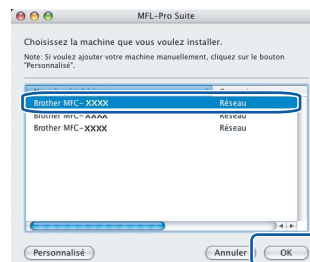 MFL-Pro Suite
Choisissez la machine que vous voulez installer.
Note: Si voulez ajouter votre machine manuellement, cliquez sur le bouton
"Personnalisé".
Brother MFC- XXXX Réseau
Brother MFC- XXXX Réseau
Brother MFC- XXXX Réseau
Personnalisé Annuler OK